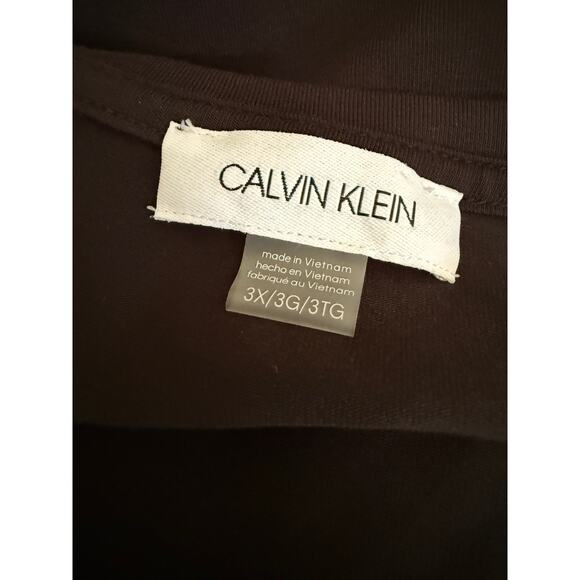 CALVIN KLEIN
made in Vietnam
hecho en Vietnam
fabriqué au Vietnam
3X/3G/3TG